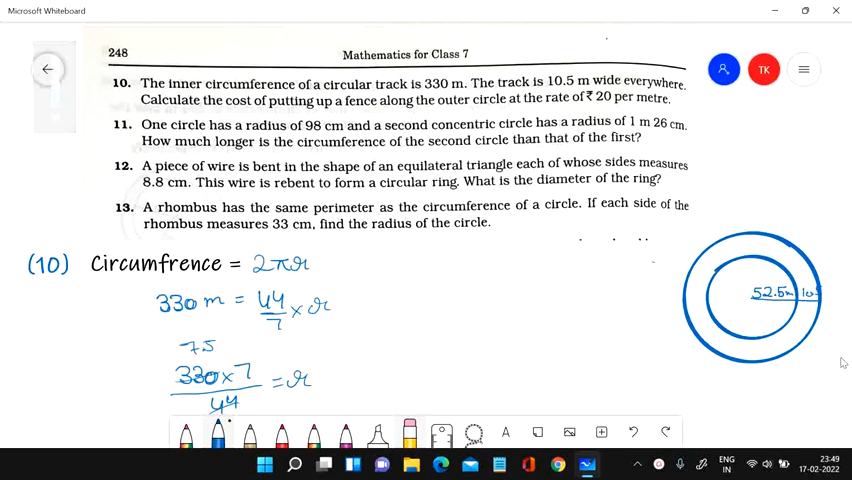 Microsoft Whiteboard
248 Mathematics for Class 7
TK
10. The inner circumference of a circular track is 330 m. The track is 10.5 m wide everywhere.
Calculate the cost of putting up a fence along the outer circle at the rate of ₹ 20 per metre.
11. One circle has a radius of 98 cm and a second concentric circle has a radius of 1 m 26 cm.
How much longer is the circumference of the second circle than that of the first?
12. A piece of wire is bent in the shape of an equilateral triangle each of whose sides measures
8.8 cm. This wire is rebent to form a circular ring. What is the diameter of the ring?
13. A rhombus has the same perimeter as the circumference of a circle. If each side of the
rhombus measures 33 cm, find the radius of the circle.
(10) Circumfrence = 2πr
330 m = 44/7 × r
52.5m
75
330 × 7 / 44 = r
A
ENG
IN
23:49
17-02-2022